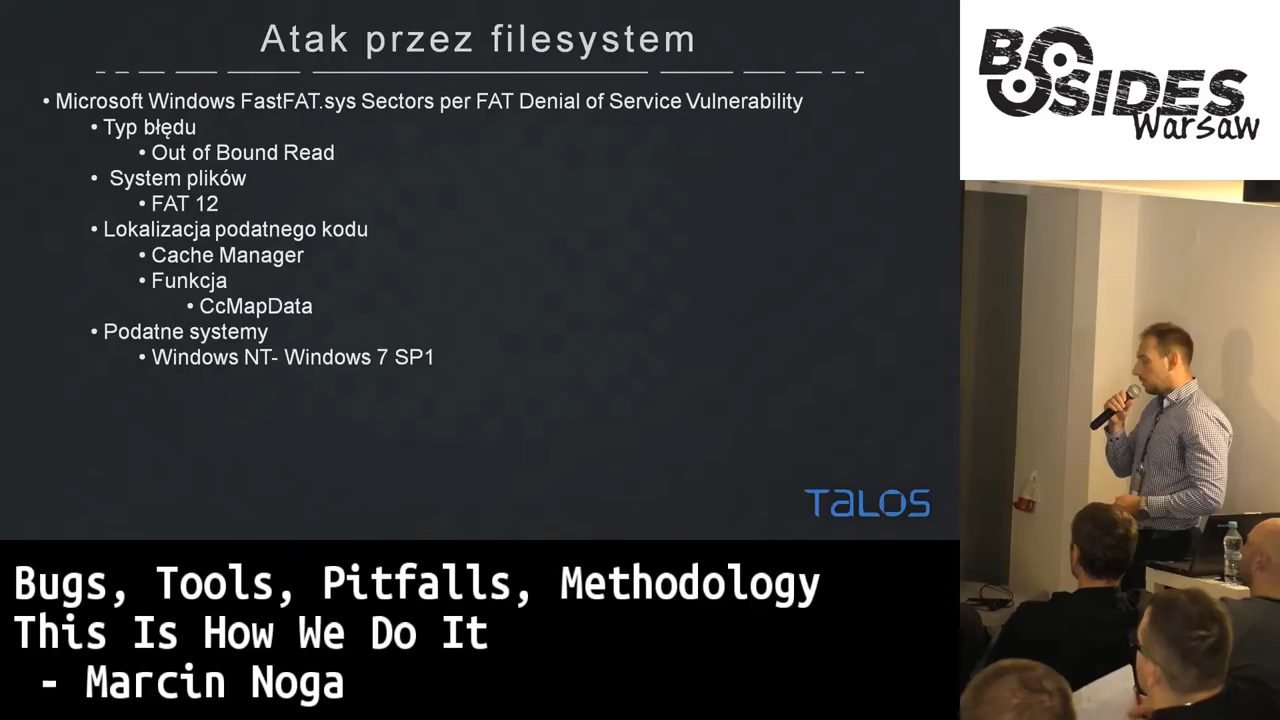 Atak przez filesystem
• Microsoft Windows FastFAT.sys Sectors per FAT Denial of Service Vulnerability
• Typ błędu
• Out of Bound Read
• System plików
• FAT 12
• Lokalizacja podatnego kodu
• Cache Manager
• Funkcja
• CcMapData
• Podatne systemy
• Windows NT- Windows 7 SP1
TALOS
BSIDES
Warsaw
Bugs, Tools, Pitfalls, Methodology
This Is How We Do It
- Marcin Noga